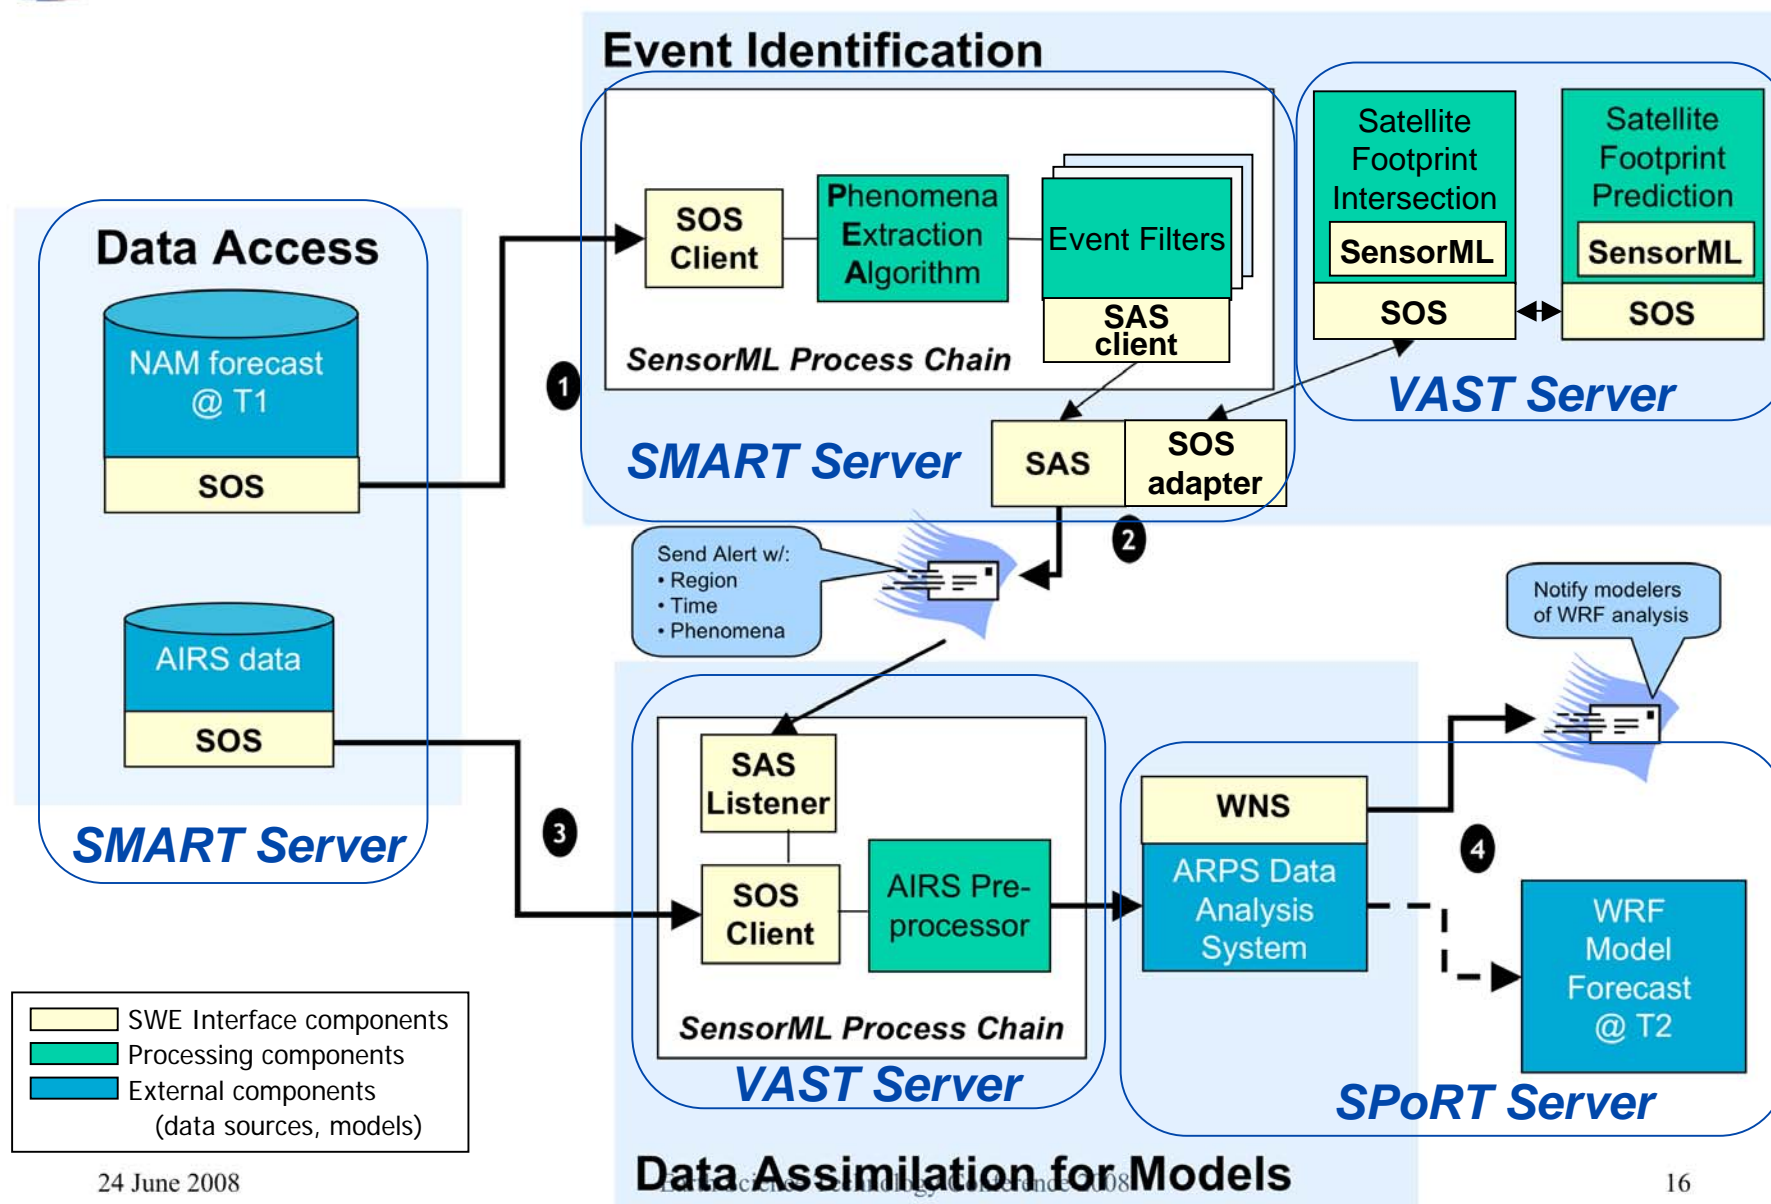 Event Identification
SOS
Client
Phenomena
Extraction
Algorithm
Event Filters
SAS
client
SensorML Process Chain
SMART Server
SAS
SOS
adapter
Satellite
Footprint
Intersection
SensorML
SOS
Satellite
Footprint
Prediction
SensorML
SOS
VAST Server
Data Access
NAM forecast
@ T1
SOS
AIRS data
SOS
SMART Server
1
2
Send Alert w/:
• Region
• Time
• Phenomena
Notify modelers
of WRF analysis
3
SAS
Listener
SOS
Client
AIRS Pre-
processor
SensorML Process Chain
VAST Server
WNS
ARPS Data
Analysis
System
4
WRF
Model
Forecast
@ T2
SPoRT Server
SWE Interface components
Processing components
External components
(data sources, models)
Data Assimilation for Models
24 June 2008
Earth Science Technology Conference 2008
16